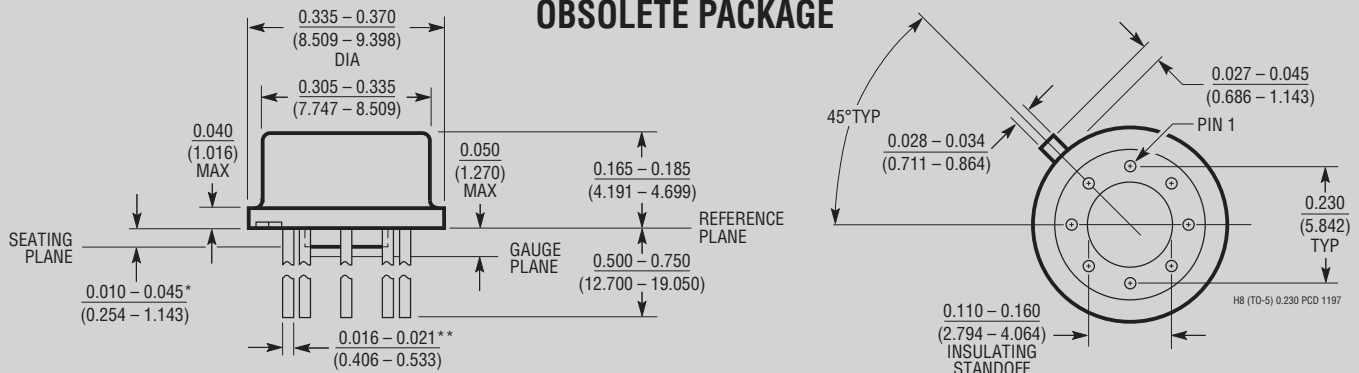 OBSOLETE PACKAGE
0.335 – 0.370
(8.509 – 9.398)
DIA
0.305 – 0.335
(7.747 – 8.509)
0.040
(1.016)
MAX
0.050
(1.270)
MAX
0.165 – 0.185
(4.191 – 4.699)
REFERENCE
PLANE
SEATING
PLANE
GAUGE
PLANE
0.500 – 0.750
(12.700 – 19.050)
0.010 – 0.045*
(0.254 – 1.143)
0.016 – 0.021**
(0.406 – 0.533)
45°TYP
0.027 – 0.045
(0.686 – 1.143)
PIN 1
0.028 – 0.034
(0.711 – 0.864)
0.230
(5.842)
TYP
H8 (TO-5) 0.230 PCD 1197
0.110 – 0.160
(2.794 – 4.064)
INSULATING
STANDOFF